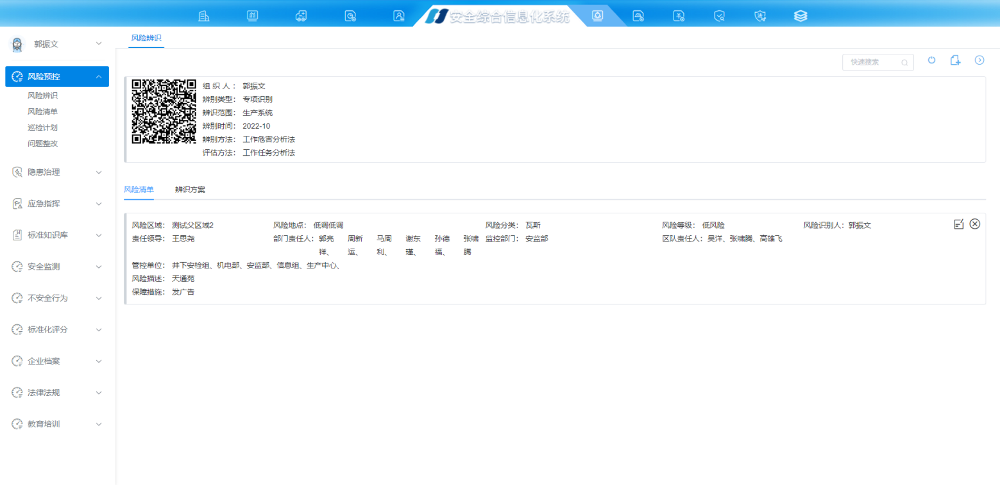 安全综合信息化系统
郭振文
风险辨识
快速搜索
风险预控
风险辨识
风险清单
巡检计划
问题整改
隐患治理
应急指挥
标准知识库
安全监测
不安全行为
标准化评分
企业档案
法律法规
教育培训
组 织 人 : 郭振文
辨别类型: 专项识别
辨识范围: 生产系统
辨别时间: 2022-10
辨别方法: 工作危害分析法
评估方法: 工作任务分析法
风险清单 辨识方案
风险区域: 测试父区域2 风险地点: 低调低调 风险分类: 瓦斯 风险等级: 低风险 风险识别人: 郭振文
责任领导: 王思尧 部门责任人: 郭亮祥、 周新运、 马周利、 谢东瑾、 孙德福、 张啸腾 监控部门: 安监部 区队责任人: 吴洋、张啸腾、高雄飞
管控单位: 井下安检组、机电部、安监部、信息组、生产中心、
风险描述: 天通苑
保障措施: 发广告